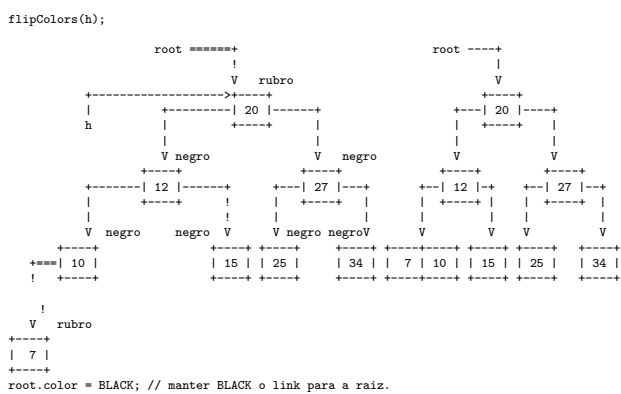 flipColors(h);
root ======+ root ----+
! |
V rubro V
+--------------------->+-----+ +-----+
| +----------| 20 |-------+ +---| 20 |----+
h | +-----+ | | +-----+ |
| | | |
V negro V negro V V
+-----+ +-----+ +-----+ +-----+
+--------| 12 |-------+ +---| 27 |---+ +--| 12 |-+ +--| 27 |--+
| +-----+ ! | +-----+ | | +-----+ | | +-----+ |
| ! | | | | | |
V negro negro V V negro negroV V V V V
+-----+ +-----+ +-----+ +-----+ +-----+-----+ +-----+ +-----+ +-----+
+===| 10 | | 15 | | 25 | | 34 | | 7 | 10 | | 15 | | 25 | | 34 |
! +-----+ +-----+ +-----+ +-----+ +-----+-----+ +-----+ +-----+ +-----+
!
V rubro
+-----+
| 7 |
+-----+
root.color = BLACK; // manter BLACK o link para a raiz.